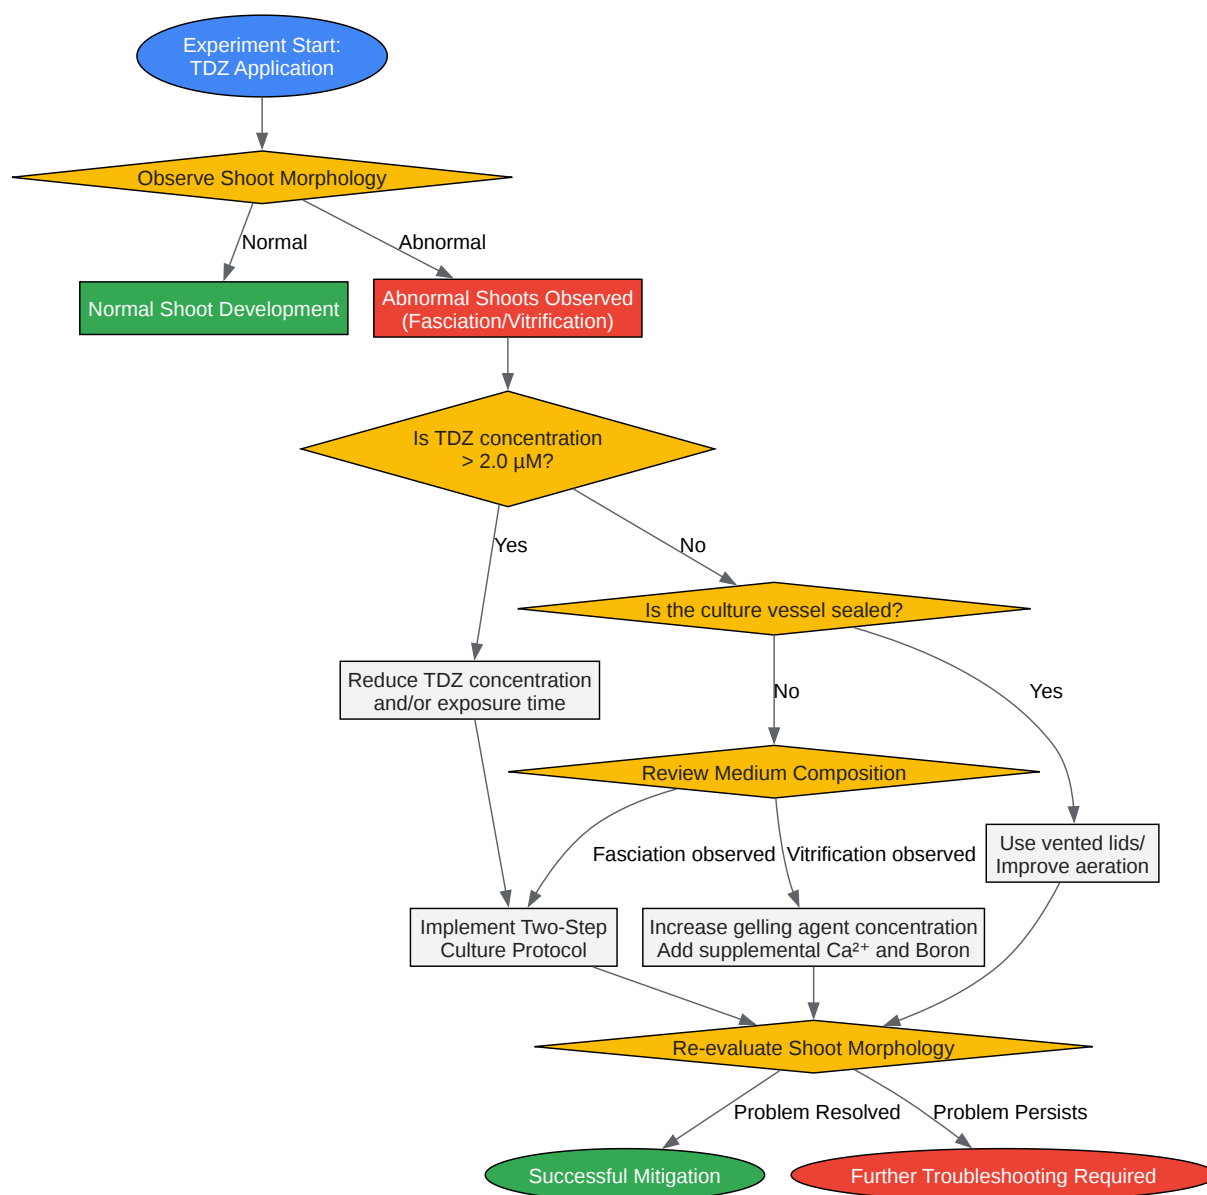 Experiment Start:
TDZ Application
Observe Shoot Morphology
Normal
Abnormal
Normal Shoot Development
Abnormal Shoots Observed
(Fasciation/Vitrification)
Is TDZ concentration
> 2.0 µM?
Yes
No
Is the culture vessel sealed?
Reduce TDZ concentration
and/or exposure time
No
Yes
Review Medium Composition
Fasciation observed
Vitrification observed
Use vented lids/
Improve aeration
Implement Two-Step
Culture Protocol
Increase gelling agent concentration
Add supplemental Ca²⁺ and Boron
Re-evaluate Shoot Morphology
Problem Resolved
Problem Persists
Successful Mitigation
Further Troubleshooting Required